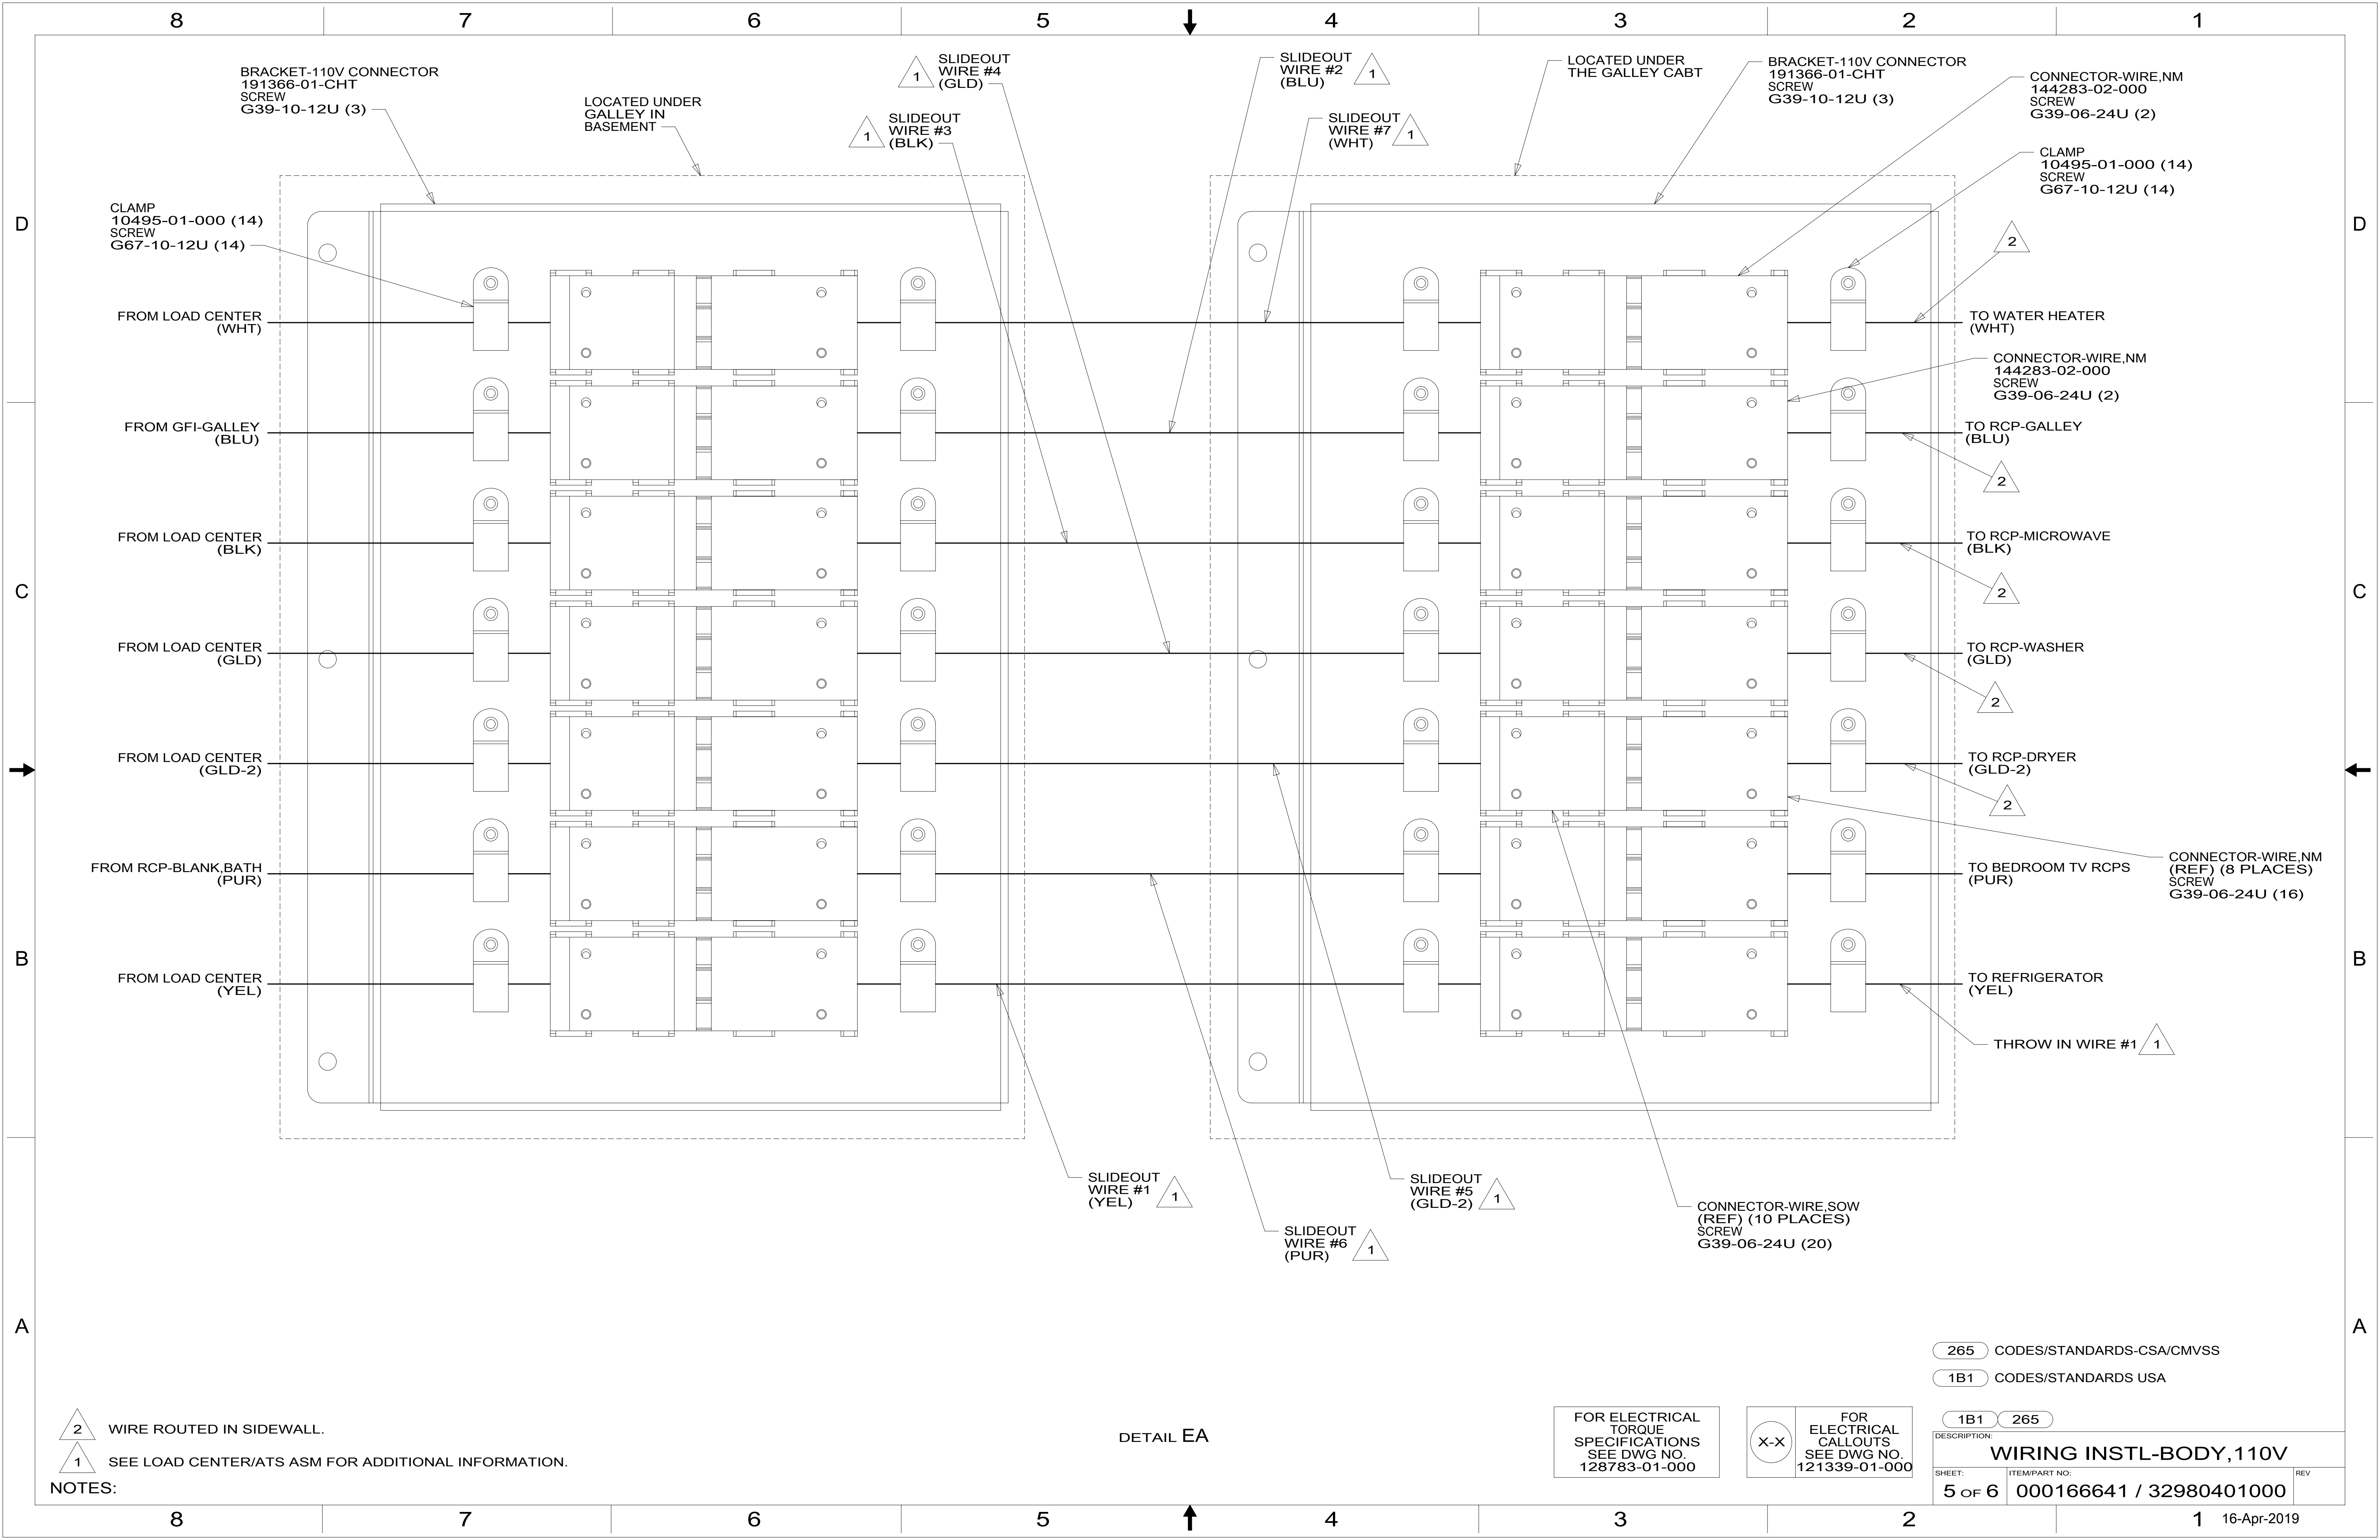 8 7 6 5 4 3 2 1
BRACKET-110V CONNECTOR
191366-01-CHT
SCREW
G39-10-12U (3)
LOCATED UNDER
GALLEY IN
BASEMENT
1
SLIDEOUT
WIRE #4
(GLD)
1
SLIDEOUT
WIRE #3
(BLK)
SLIDEOUT
WIRE #2
(BLU)
1
SLIDEOUT
WIRE #7
(WHT)
1
LOCATED UNDER
THE GALLEY CABT
BRACKET-110V CONNECTOR
191366-01-CHT
SCREW
G39-10-12U (3)
CONNECTOR-WIRE,NM
144283-02-000
SCREW
G39-06-24U (2)
CLAMP
10495-01-000 (14)
SCREW
G67-10-12U (14)
D
CLAMP
10495-01-000 (14)
SCREW
G67-10-12U (14)
2
D
FROM LOAD CENTER
(WHT)
TO WATER HEATER
(WHT)
CONNECTOR-WIRE,NM
144283-02-000
SCREW
G39-06-24U (2)
FROM GFI-GALLEY
(BLU)
TO RCP-GALLEY
(BLU)
2
FROM LOAD CENTER
(BLK)
TO RCP-MICROWAVE
(BLK)
2
C
C
FROM LOAD CENTER
(GLD)
TO RCP-WASHER
(GLD)
2
FROM LOAD CENTER
(GLD-2)
TO RCP-DRYER
(GLD-2)
2
FROM RCP-BLANK,BATH
(PUR)
TO BEDROOM TV RCPS
(PUR)
CONNECTOR-WIRE,NM
(REF) (8 PLACES)
SCREW
G39-06-24U (16)
B
B
FROM LOAD CENTER
(YEL)
TO REFRIGERATOR
(YEL)
THROW IN WIRE #1
1
SLIDEOUT
WIRE #1
(YEL)
1
SLIDEOUT
WIRE #5
(GLD-2)
1
SLIDEOUT
WIRE #6
(PUR)
1
CONNECTOR-WIRE,SOW
(REF) (10 PLACES)
SCREW
G39-06-24U (20)
A
A
265 CODES/STANDARDS-CSA/CMVSS
1B1 CODES/STANDARDS USA
2 WIRE ROUTED IN SIDEWALL.
1 SEE LOAD CENTER/ATS ASM FOR ADDITIONAL INFORMATION.
NOTES:
DETAIL EA
FOR ELECTRICAL
TORQUE
SPECIFICATIONS
SEE DWG NO.
128783-01-000
X-X
FOR
ELECTRICAL
CALLOUTS
SEE DWG NO.
121339-01-000
1B1 265
DESCRIPTION:
WIRING INSTL-BODY,110V
SHEET:
5 OF 6
ITEM/PART NO:
000166641 / 32980401000
REV
8 7 6 5 4 3 2 1
16-Apr-2019